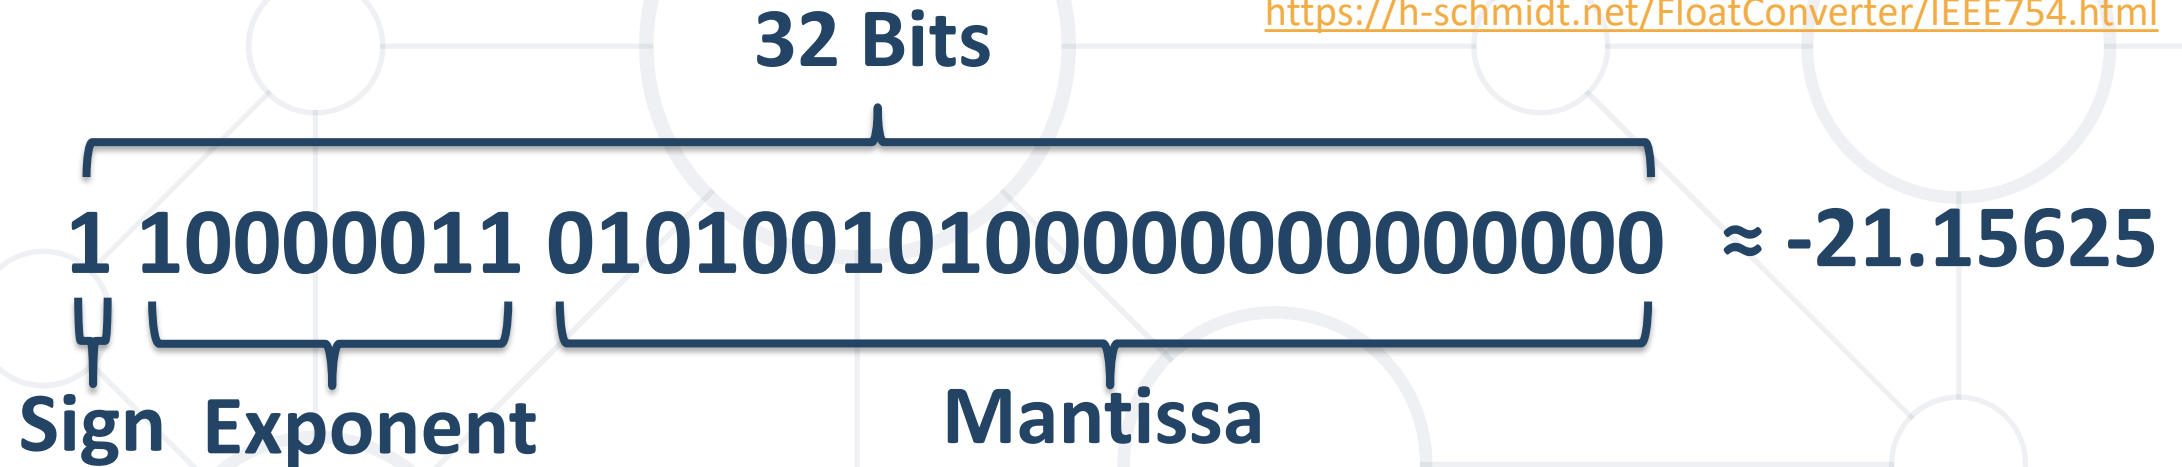 https://h-schmidt.net/FloatConverter/IEEE754.html
32 Bits
1 10000011 01010010100000000000000 ≈ -21.15625
Sign Exponent Mantissa